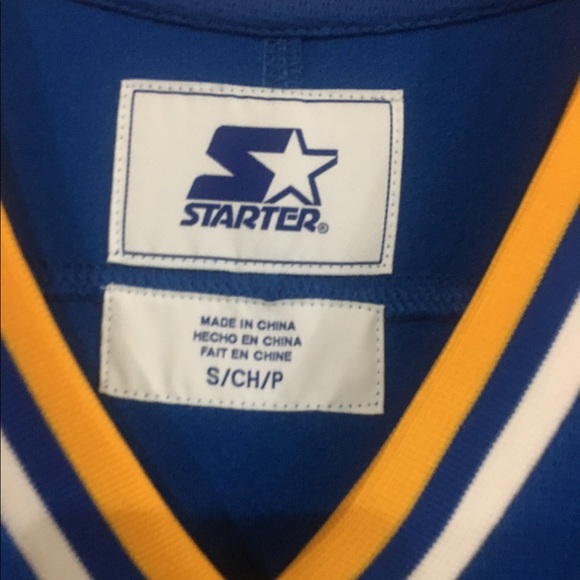 STARTER®
MADE IN CHINA
HECHO EN CHINA
FAIT EN CHINE
S/CH/P